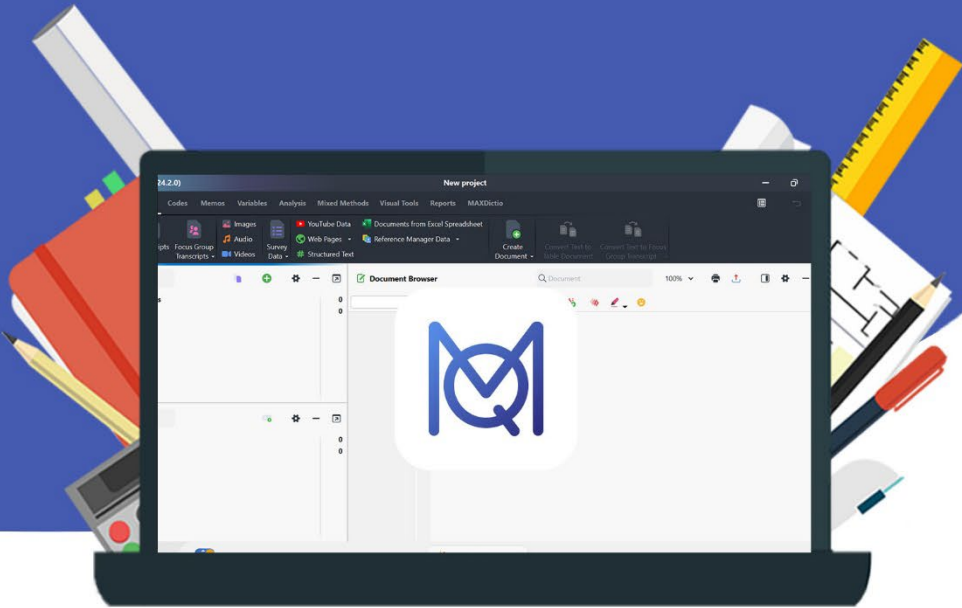 24.2.0) New project
Codes Memos Variables Analysis Mixed Methods Visual Tools Reports MAXDictio
Images YouTube Data Documents from Excel Spreadsheet
ipts Focus Group Audio Survey Web Pages Reference Manager Data Create Convert Text to Convert Text to Focus
Transcripts Videos Data # Structured Text Document Node Document Group Transcript
Document Browser Document 100%
s 0
0
0
0